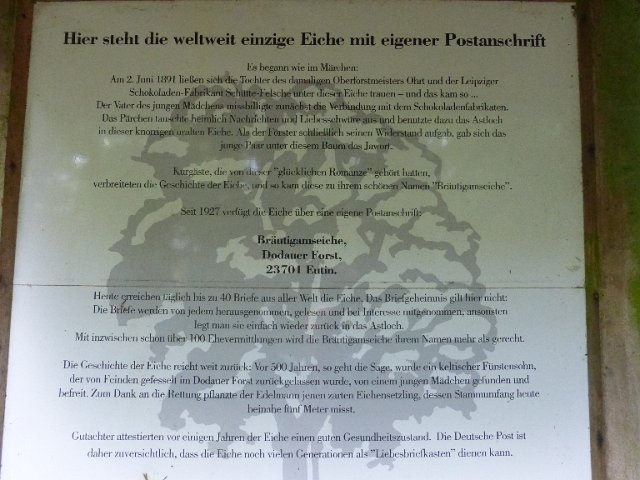 Hier steht die weltweit einzige Eiche mit eigener Postanschrift
Es begann wie im Märchen:
Am 2. Juni 1891 ließen sich die Tochter des damaligen Oberforstmeisters Ohrt und der Leipziger
Schokoladen-Fabrikant Schütte-Felsche unter dieser Eiche trauen – und das kam so ...
Der Vater des jungen Mädchens missbilligte zunächst die Verbindung mit dem Schokoladenfabrikaten.
Das Pärchen tauschte heimlich Nachrichten und Liebesschwüre aus und benutzte dazu das Astloch
in dieser knorrigen uralten Eiche. Als der Förster schließlich seinen Widerstand aufgab, gab sich das
junge Paar unter diesem Baum das Jawort.
Kurgäste, die von dieser "glücklichen Romanze" gehört hatten,
verbreiteten die Geschichte der Eiche, und so kam diese zu ihrem schönen Namen "Bräutigamseiche".
Seit 1927 verfügt die Eiche über eine eigene Postanschrift:
Bräutigamseiche,
Dodauer Forst,
23701 Eutin.
Heute erreichen täglich bis zu 40 Briefe aus aller Welt die Eiche. Das Briefgeheimnis gilt hier nicht:
Die Briefe werden von jedem herausgenommen, gelesen und bei Interesse mitgenommen, ansonsten
legt man sie einfach wieder zurück in das Astloch.
Mit inzwischen schon über 100 Ehevermittlungen wird die Bräutigamseiche ihrem Namen mehr als gerecht.
Die Geschichte der Eiche reicht weit zurück: Vor 500 Jahren, so geht die Sage, wurde ein keltischer Fürstensohn,
der von Feinden gefesselt im Dodauer Forst zurückgelassen wurde, von einem jungen Mädchen gefunden und
befreit. Zum Dank an die Rettung pflanzte der Edelmann jenen zarten Eichensetzling, dessen Stammumfang heute
beinahe fünf Meter misst.
Gutachter attestierten vor einigen Jahren der Eiche einen guten Gesundheitszustand. Die Deutsche Post ist
daher zuversichtlich, dass die Eiche noch vielen Generationen als "Liebesbriefkasten" dienen kann.